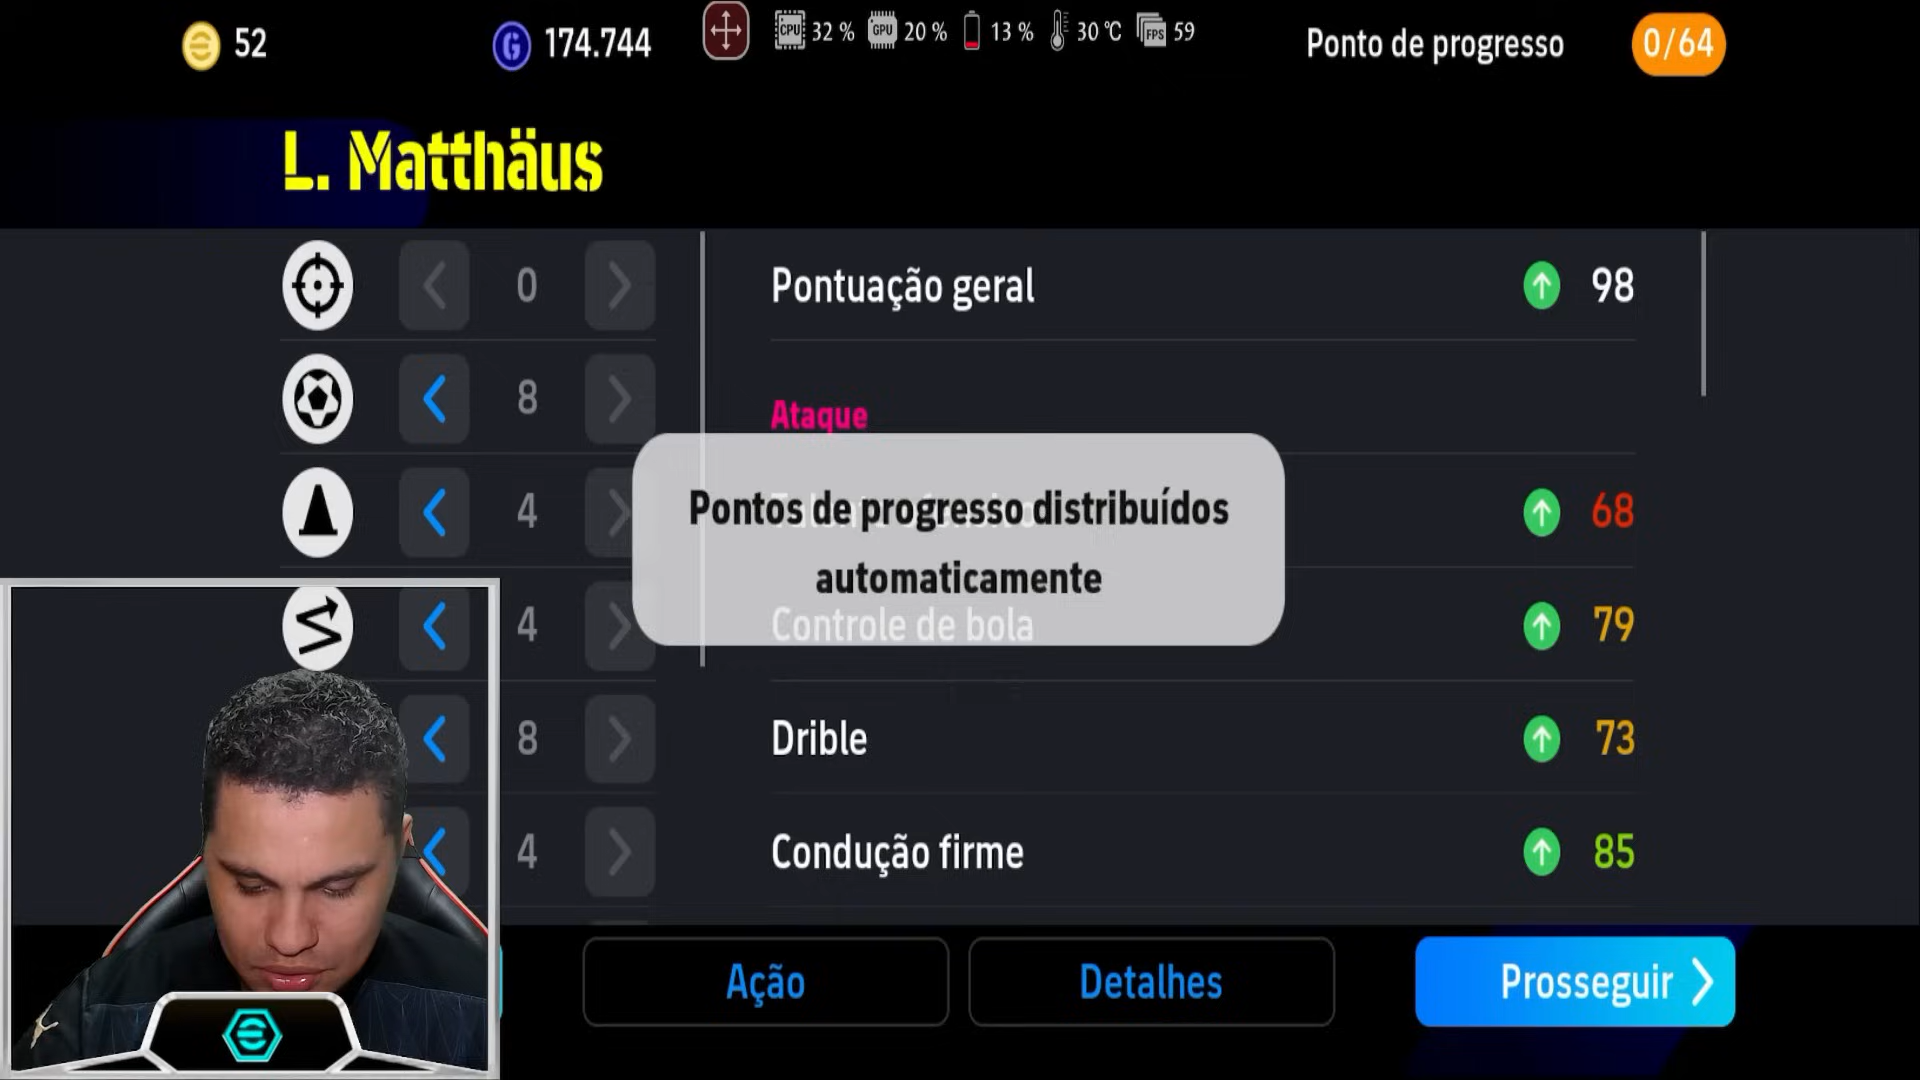 52
174.744
CPU 32 %
GPU 20 %
13 %
30 ℃
FPS 59
Ponto de progresso
0/64
L. Matthäus
0
8
4
4
8
4
Pontuação geral 98
Ataque
68
Pontos de progresso distribuídos
automaticamente
Controle de bola 79
Drible 73
Condução firme 85
Ação
Detalhes
Prosseguir